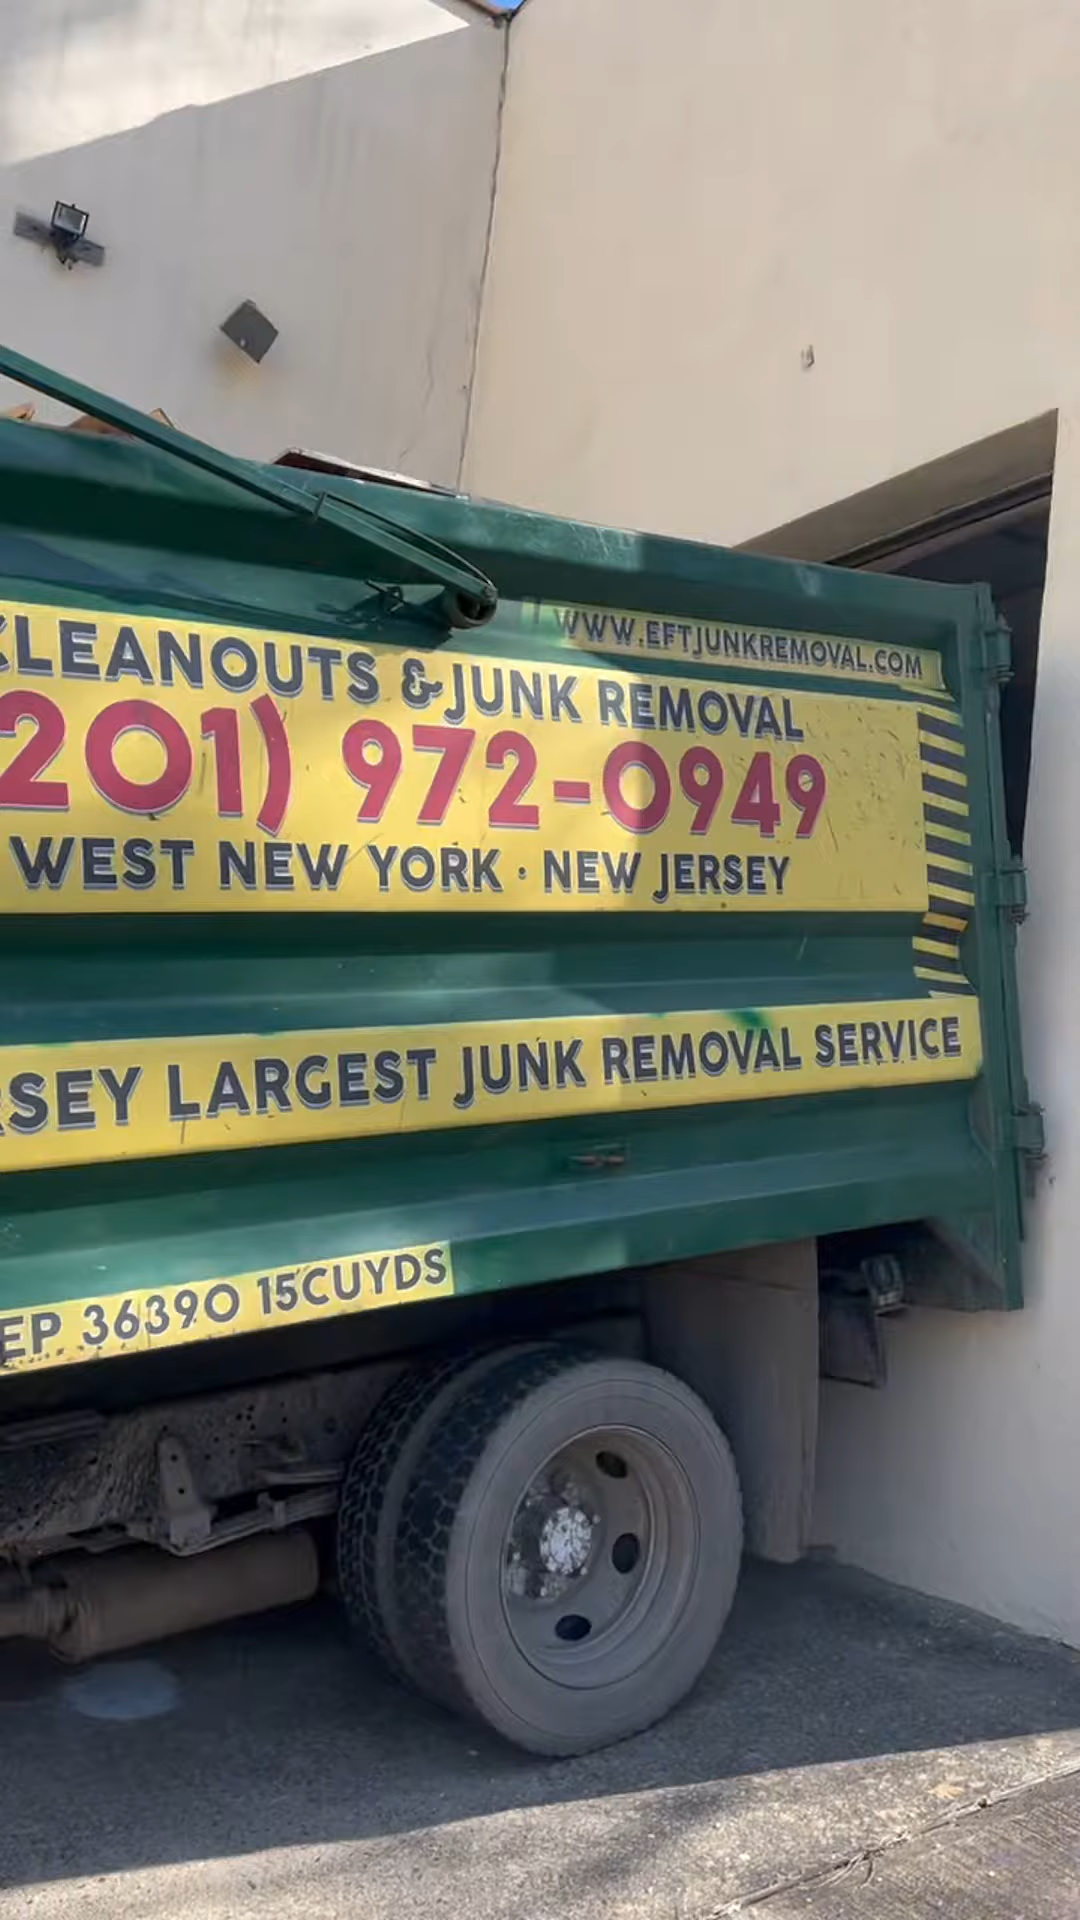 WWW.EFTJUNKREMOVAL.COM
CLEANOUTS & JUNK REMOVAL
201) 972-0949
WEST NEW YORK · NEW JERSEY
RSEY LARGEST JUNK REMOVAL SERVICE
EP 36390 15CUYDS